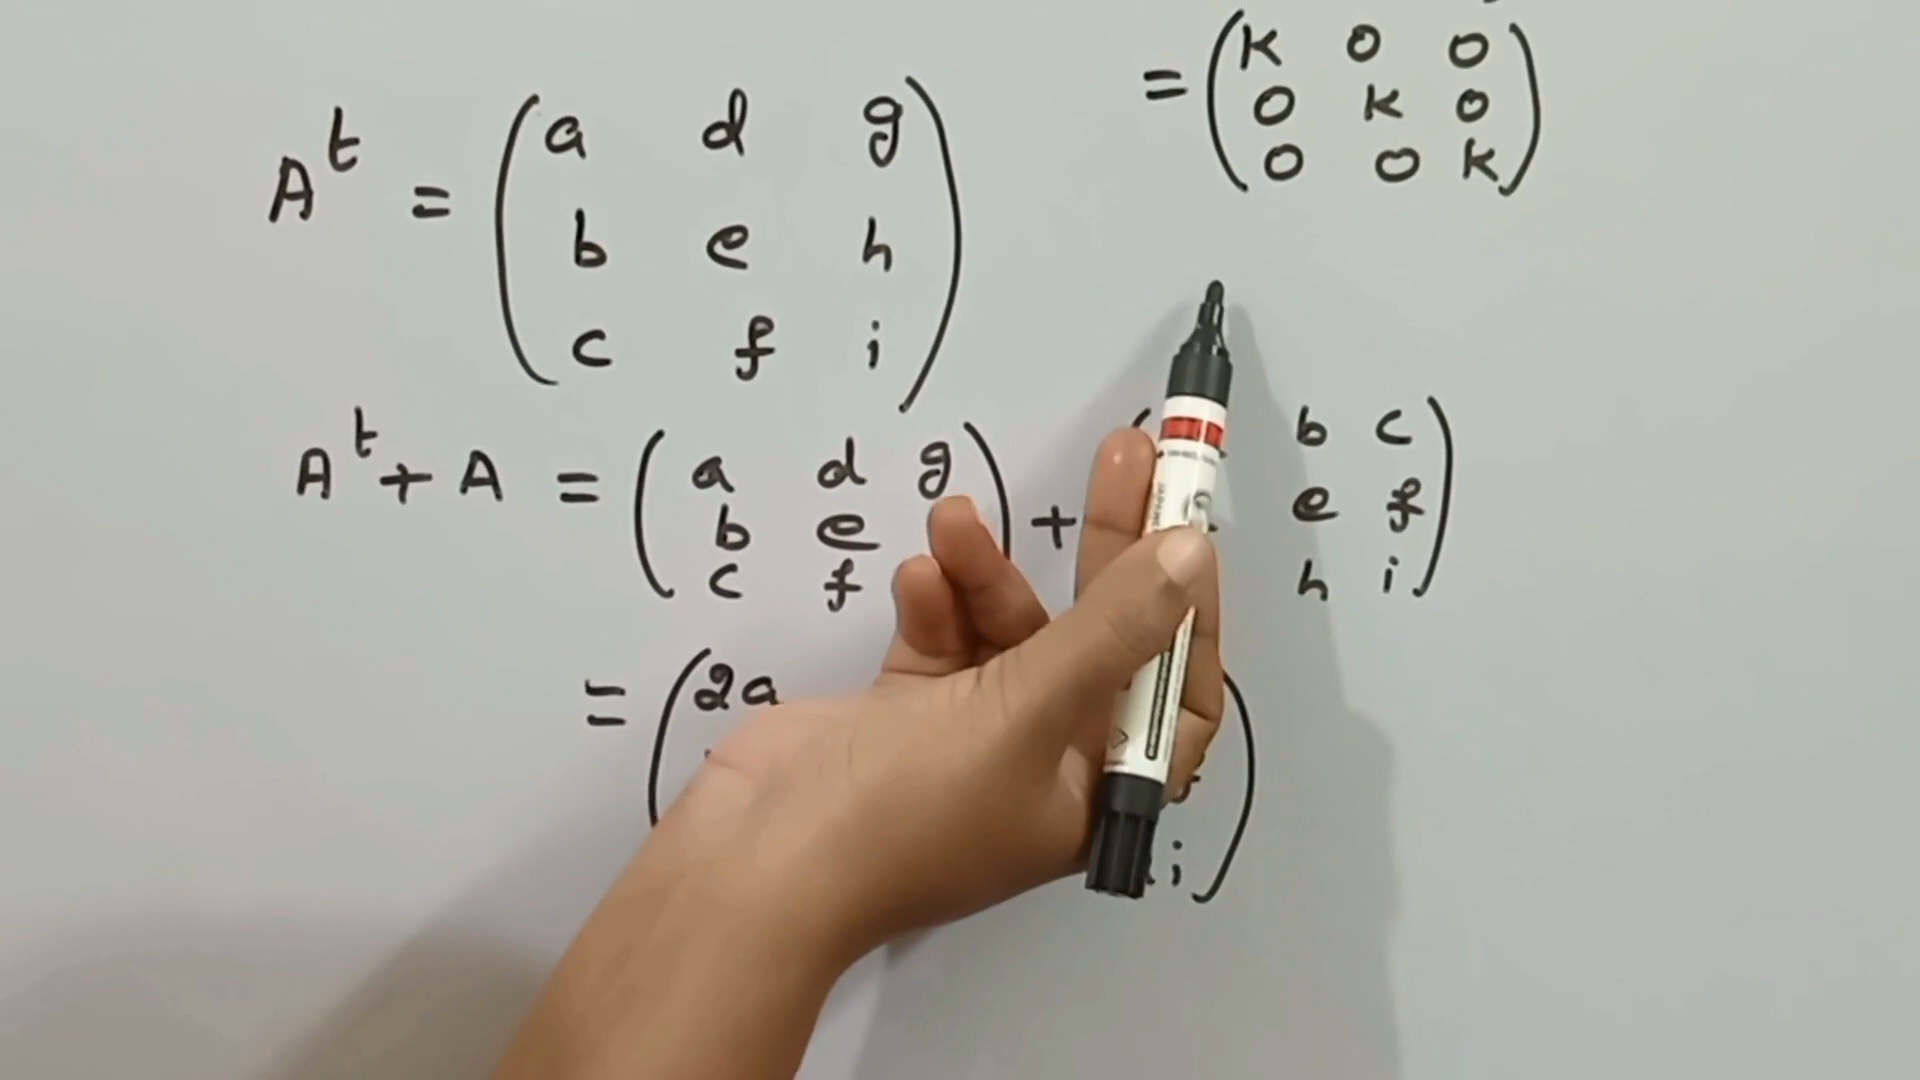 = ( K 0 0
0 K 0
0 0 K )
A^t = ( a d g
b e h
c f i )
A^t + A = ( a d g
b e
c f ) + ( b c
e f
h i )
= ( 2a
i )